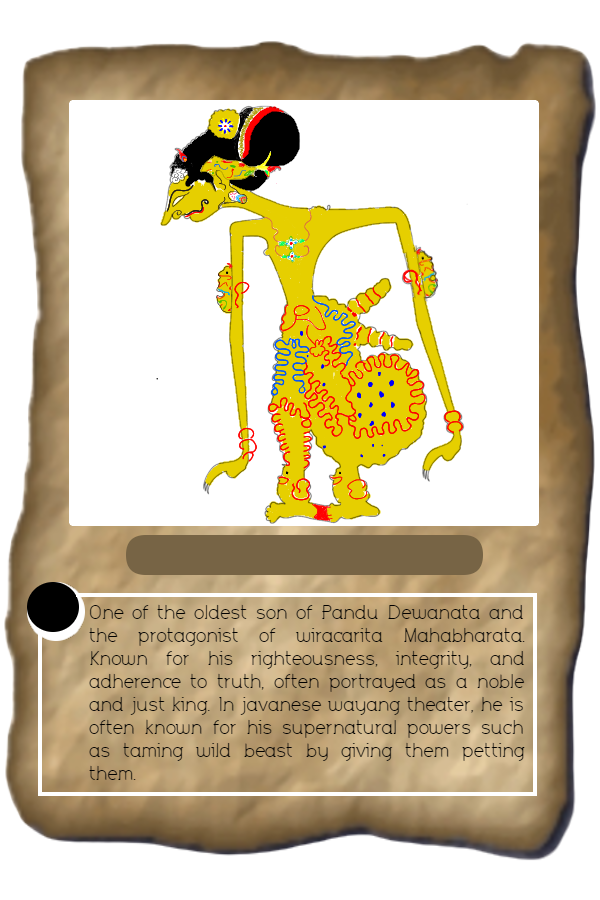 One of the oldest son of Pandu Dewanata and
the protagonist of wiracarita Mahabharata.
Known for his righteousness, integrity, and
adherence to truth, often portrayed as a noble
and just king. In javanese wayang theater, he is
often known for his supernatural powers such
as taming wild beast by giving them petting
them.